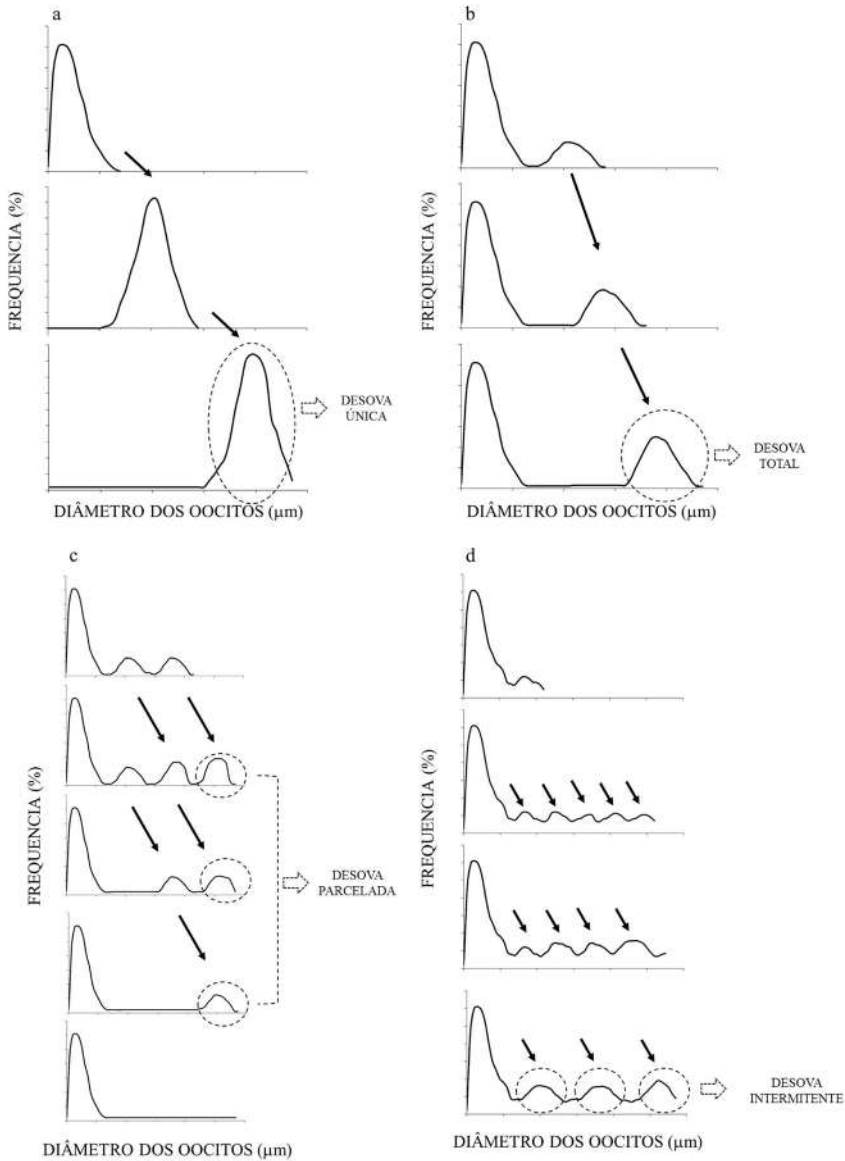 a
FREQUENCIA (%)
DESOVA
ÚNICA
DIÂMETRO DOS OOCITOS (µm)
b
FREQUENCIA (%)
DESOVA
TOTAL
DIÂMETRO DOS OOCITOS (µm)
c
FREQUENCIA (%)
DESOVA
PARCELADA
DIÂMETRO DOS OOCITOS (µm)
d
FREQUENCIA (%)
DESOVA
INTERMITENTE
DIÂMETRO DOS OOCITOS (µm)